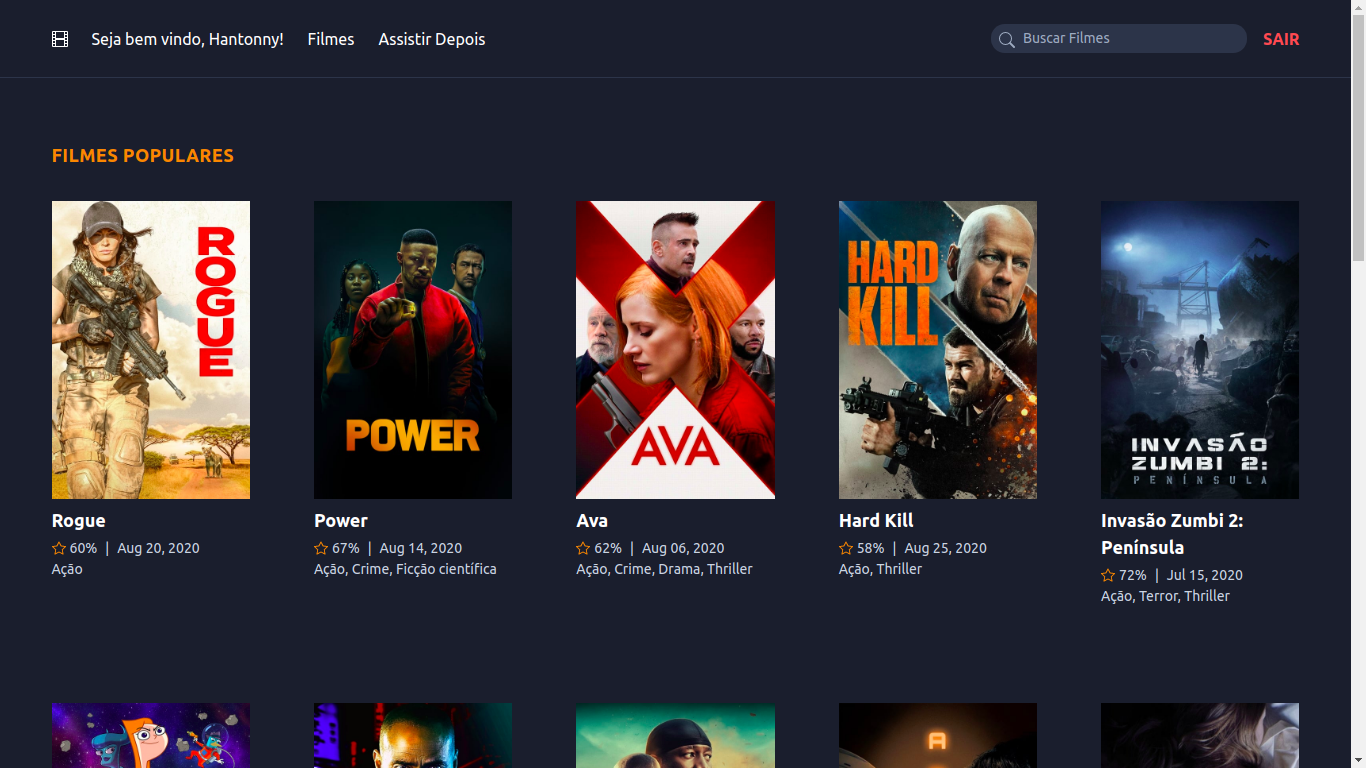 Seja bem vindo, Hantonny! Filmes Assistir Depois Buscar Filmes SAIR
FILMES POPULARES
ROGUE
POWER
AVA
HARD
KILL
INVASÃO
ZUMBI 2:
PENÍNSULA
Rogue
60% | Aug 20, 2020
Ação
Power
67% | Aug 14, 2020
Ação, Crime, Ficção científica
Ava
62% | Aug 06, 2020
Ação, Crime, Drama, Thriller
Hard Kill
58% | Aug 25, 2020
Ação, Thriller
Invasão Zumbi 2:
Península
72% | Jul 15, 2020
Ação, Terror, Thriller
A